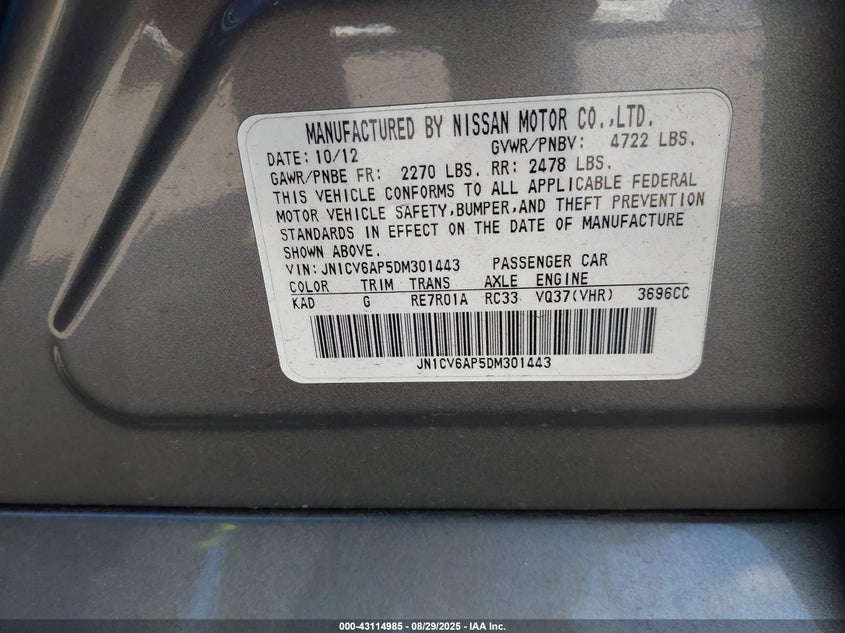 MANUFACTURED BY NISSAN MOTOR CO.,LTD.
DATE: 10/12 GVWR/PNBV: 4722 LBS.
GAWR/PNBE FR: 2270 LBS. RR: 2478 LBS.
THIS VEHICLE CONFORMS TO ALL APPLICABLE FEDERAL
MOTOR VEHICLE SAFETY,BUMPER,AND THEFT PREVENTION
STANDARDS IN EFFECT ON THE DATE OF MANUFACTURE
SHOWN ABOVE.
VIN:JN1CV6AP5DM301443 PASSENGER CAR
COLOR TRIM TRANS AXLE ENGINE
KAD G RE7R01A RC33 VQ37(VHR) 3696CC
JN1CV6AP5DM301443
000-43114985 - 08/29/2025 - IAA Inc.